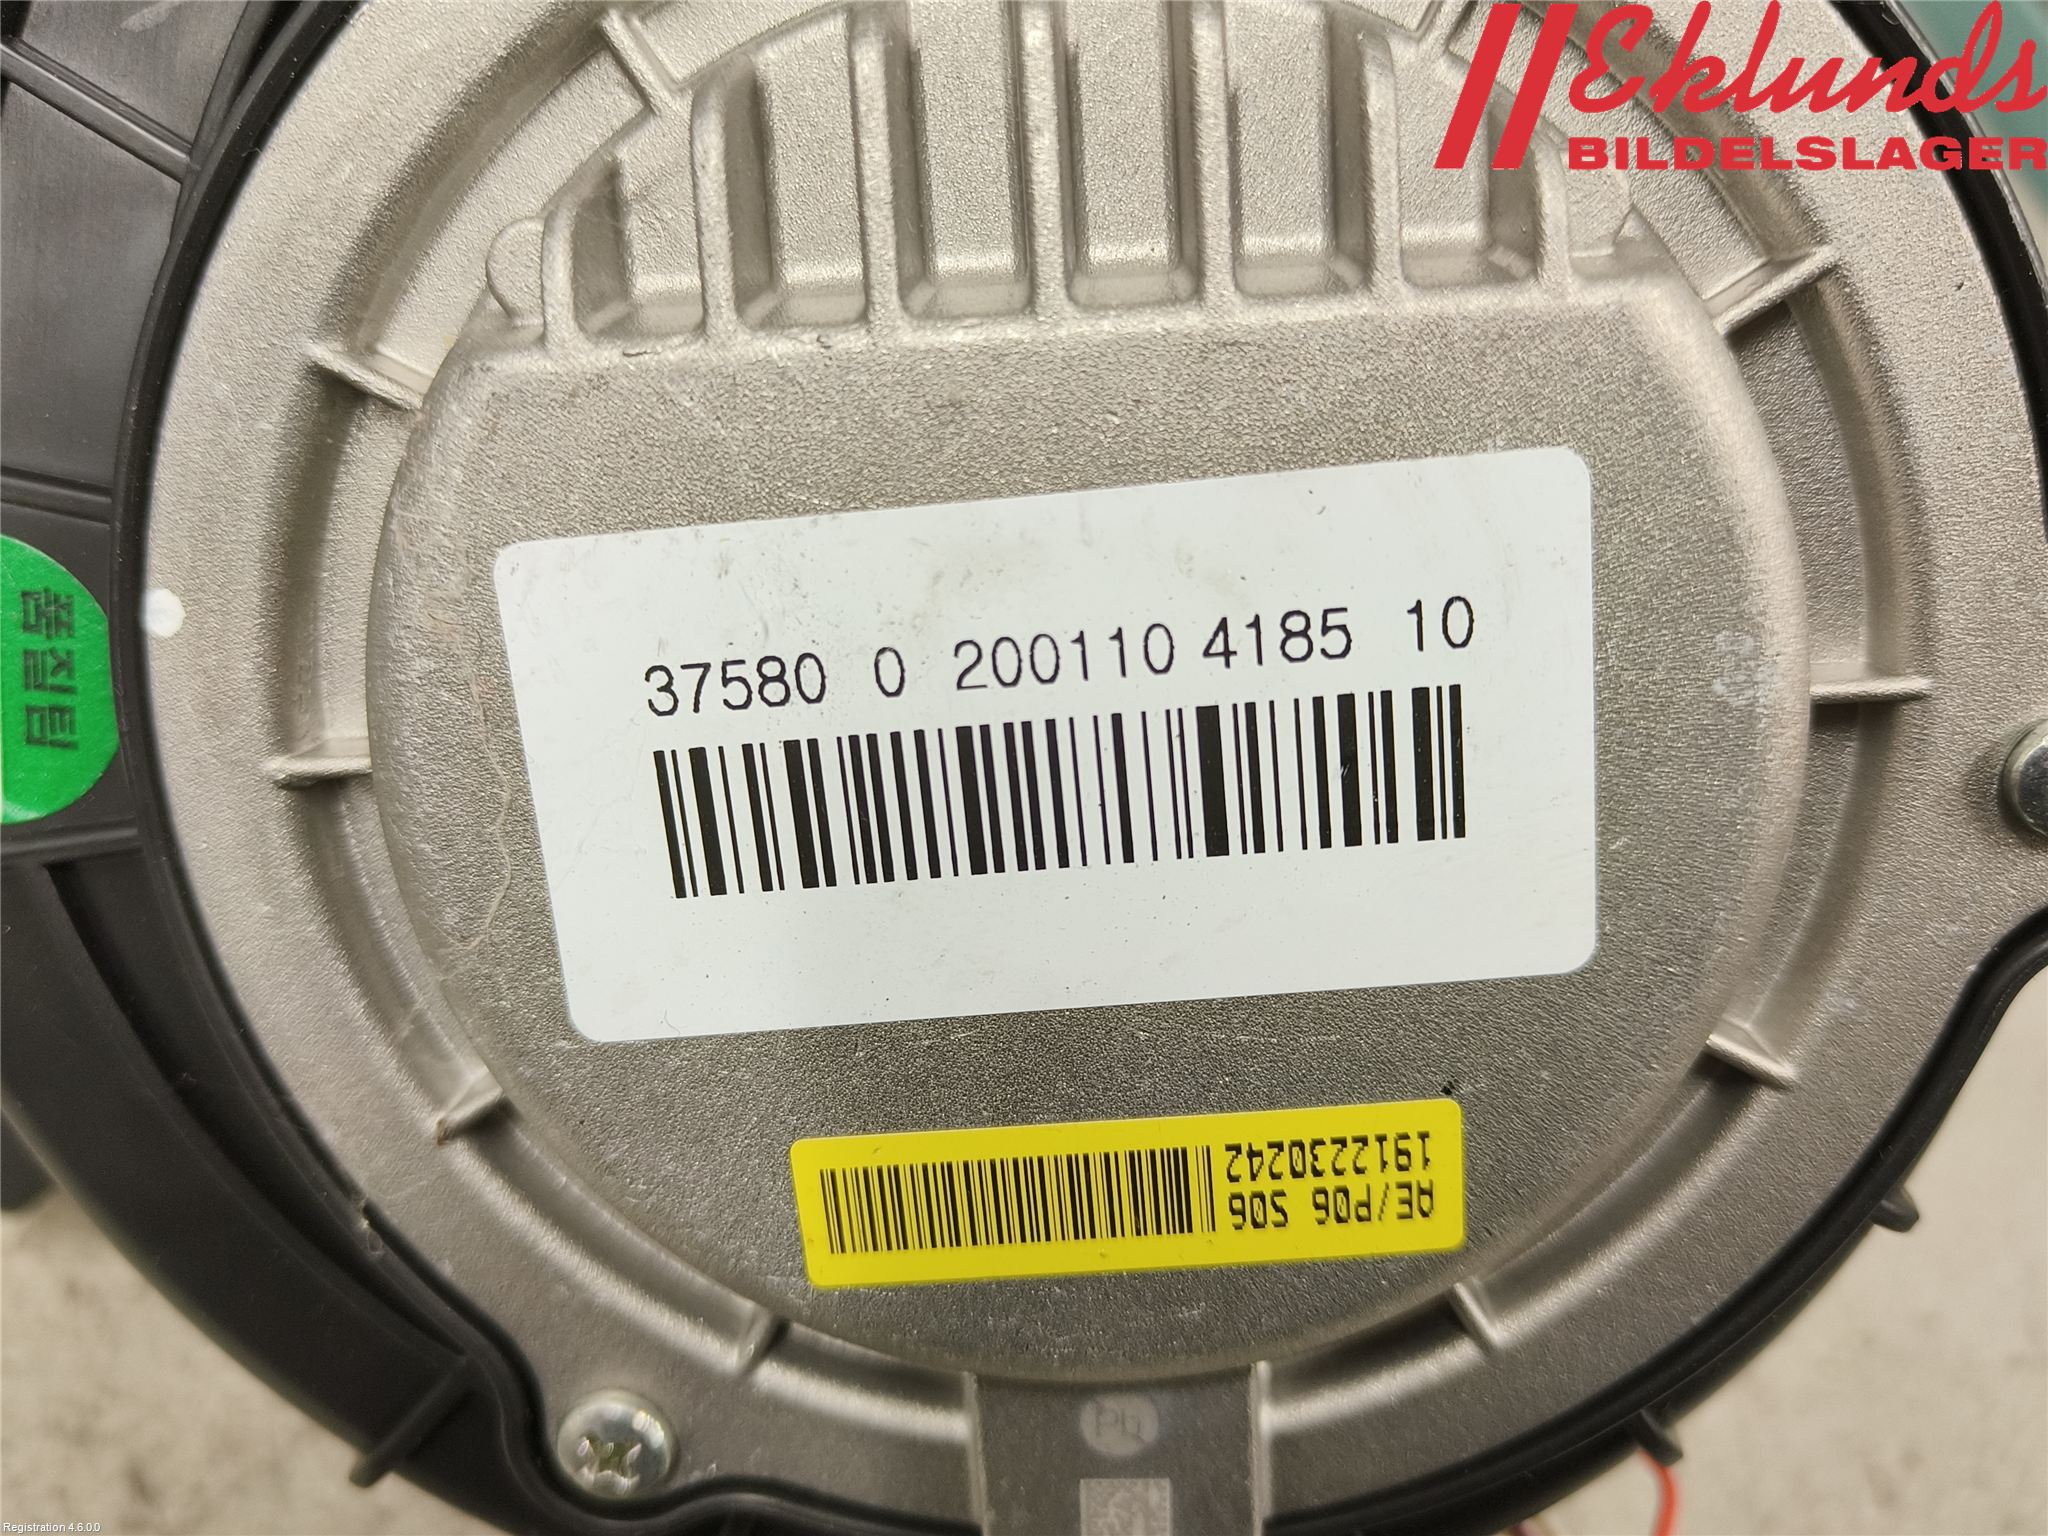 Eklunds
BILDELSLAGER
37580 0 200110 4185 10
품질팀
AE/P06 S06
1912230242
Registration 4.6.0.0